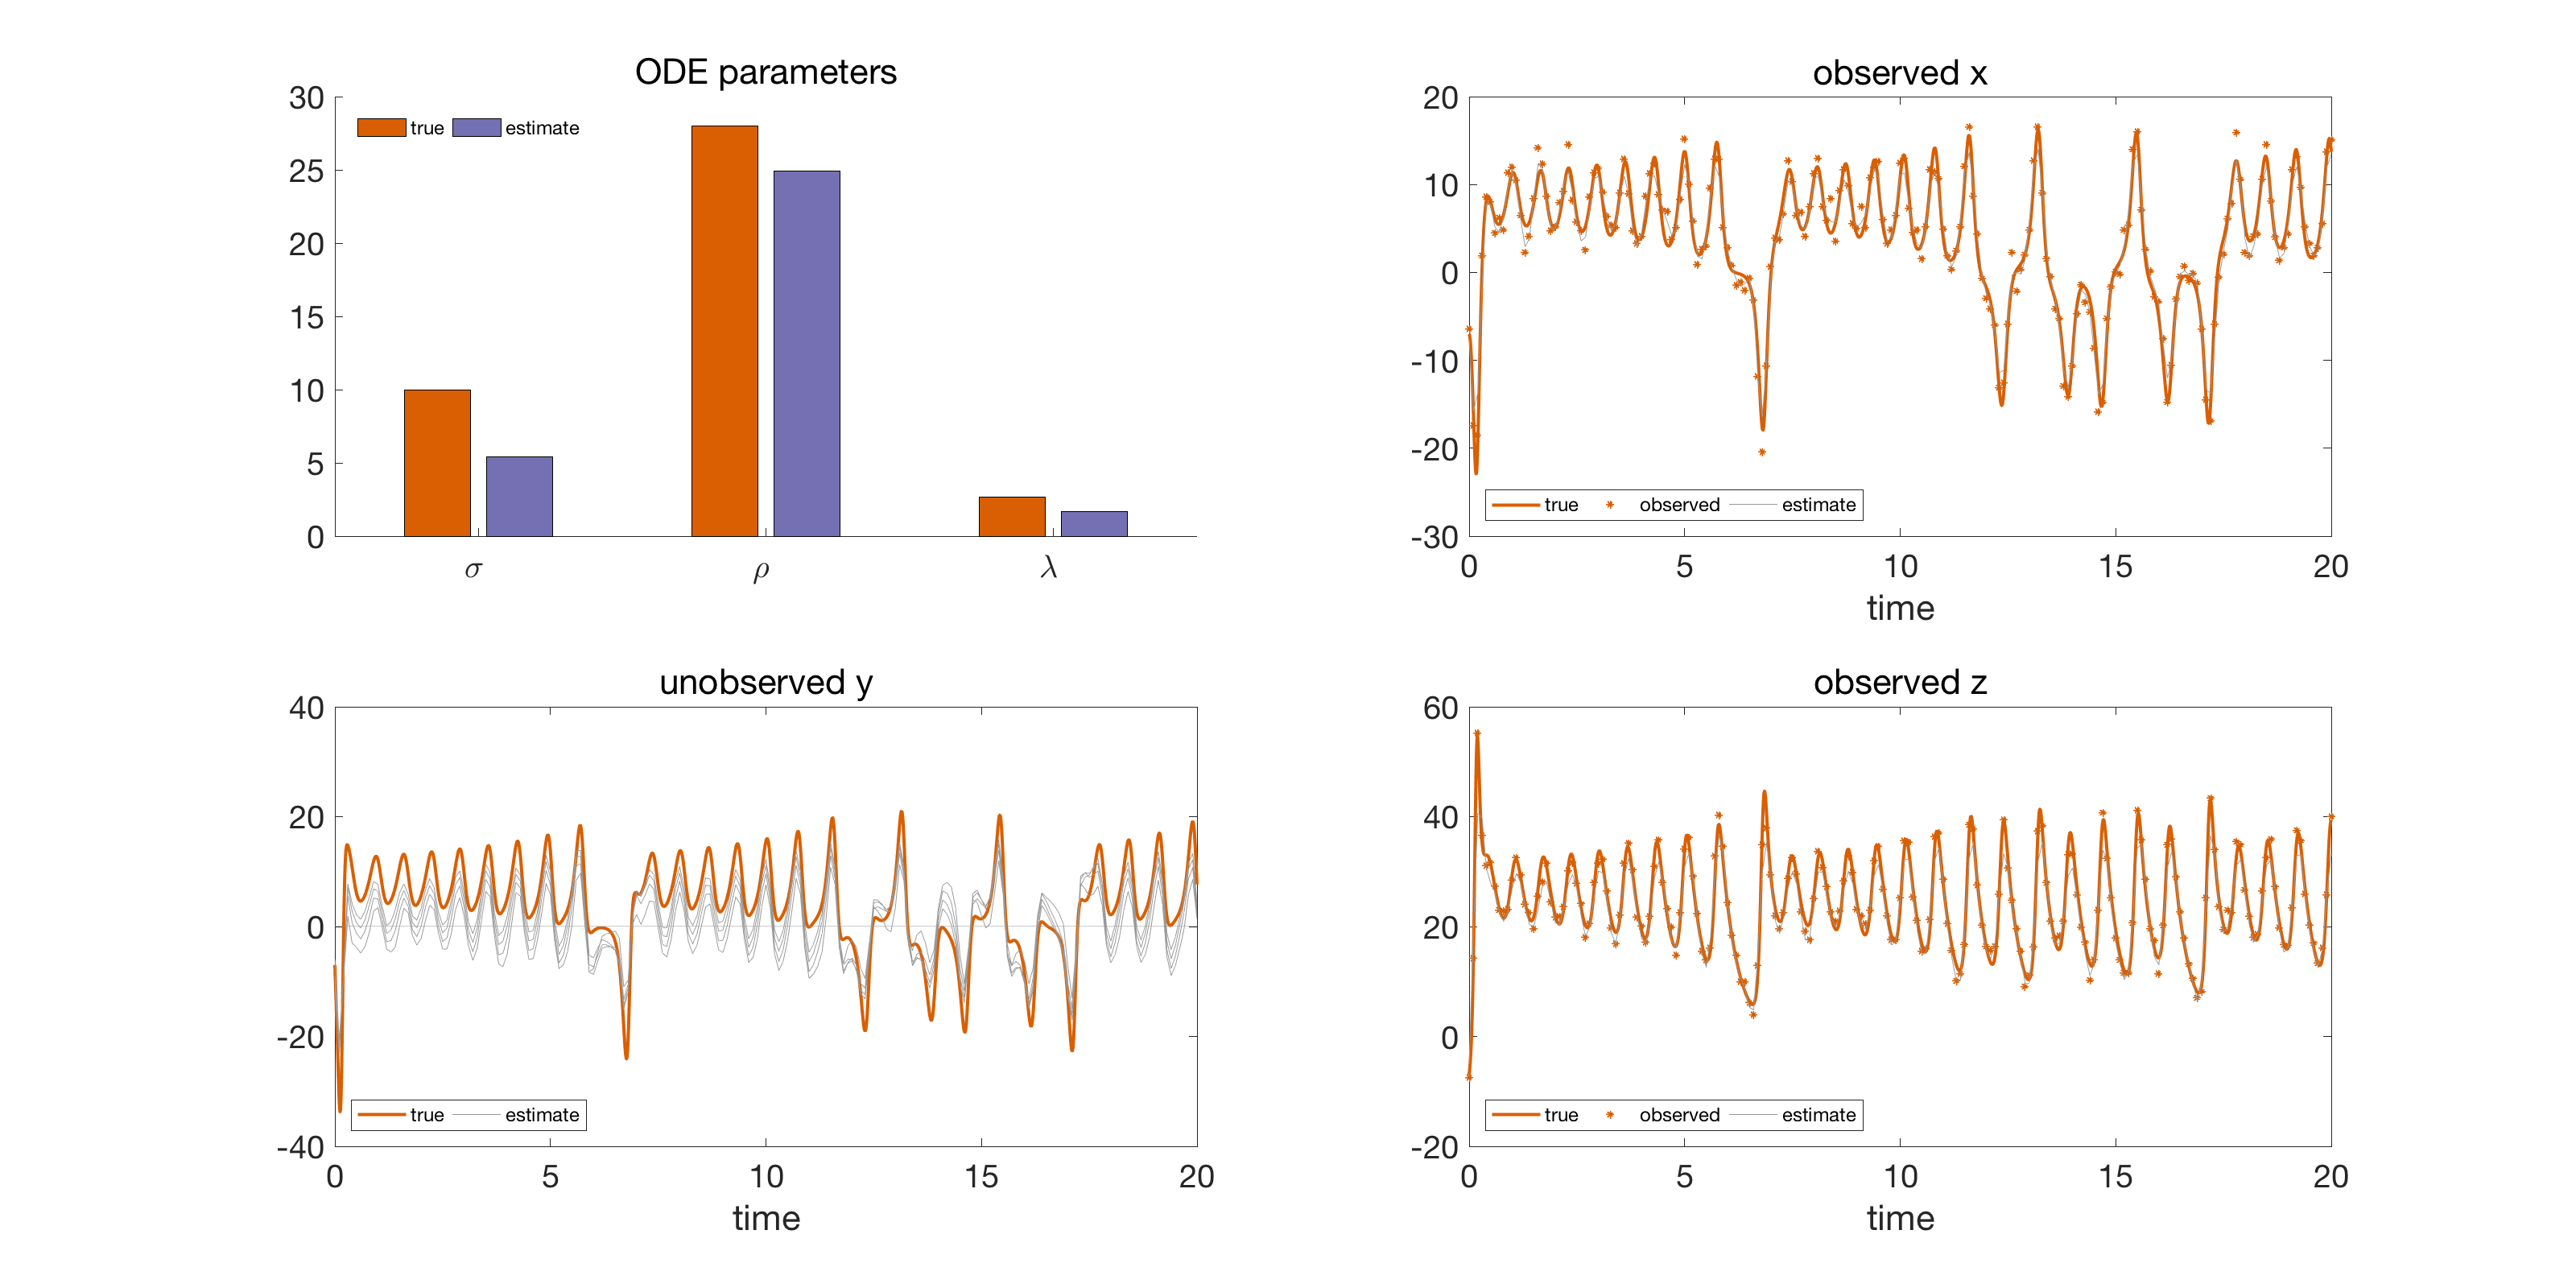 ODE parameters
30
25
20
15
10
5
0
true estimate
σ ρ λ
observed x
20
10
0
-10
-20
-30
true observed estimate
0 5 10 15 20
time
unobserved y
40
20
0
-20
-40
true estimate
0 5 10 15 20
time
observed z
60
40
20
0
-20
true observed estimate
0 5 10 15 20
time